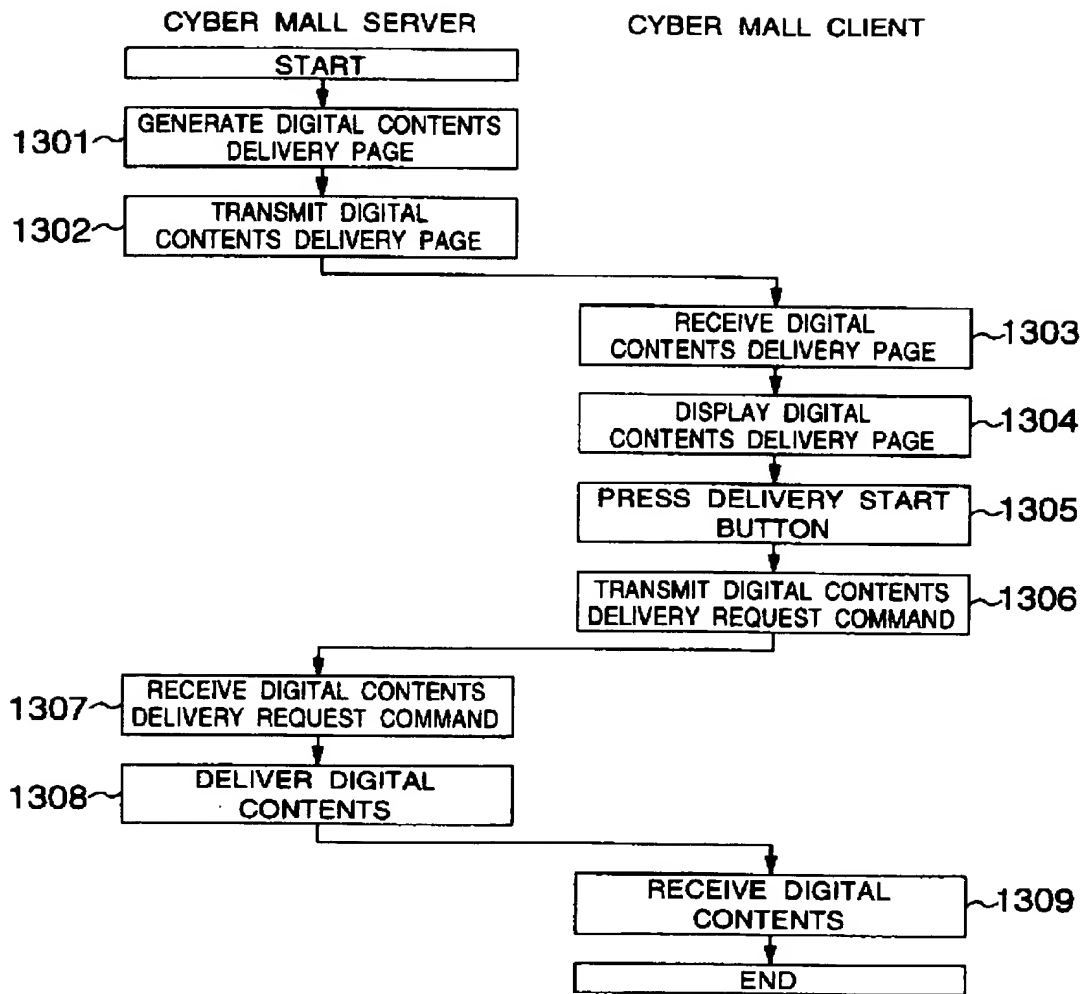 CYBER MALL SERVER
CYBER MALL CLIENT
START
1301
GENERATE DIGITAL CONTENTS
DELIVERY PAGE
1302
TRANSMIT DIGITAL
CONTENTS DELIVERY PAGE
RECEIVE DIGITAL
CONTENTS DELIVERY PAGE
1303
DISPLAY DIGITAL
CONTENTS DELIVERY PAGE
1304
PRESS DELIVERY START
BUTTON
1305
TRANSMIT DIGITAL CONTENTS
DELIVERY REQUEST COMMAND
1306
1307
RECEIVE DIGITAL CONTENTS
DELIVERY REQUEST COMMAND
1308
DELIVER DIGITAL
CONTENTS
RECEIVE DIGITAL
CONTENTS
1309
END